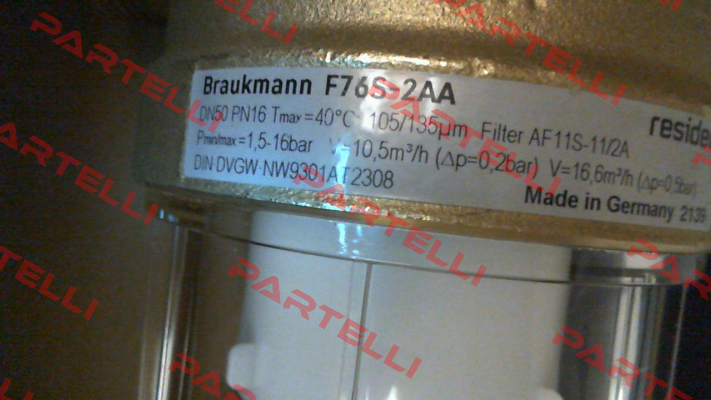 Braukmann F76S-2AA
DN50 PN16 Tmax=40°C 105/135µm Filter AF11S-11/2A
Pmin/max=1,5-16bar V=10,5m³/h (Δp=0,2bar) V=16,6m³/h (Δp=0,5bar)
DIN-DVGW-NW9301AT2308
Made in Germany
PARTELLI
PARTELLI
PARTELLI
PARTELLI
PARTELLI